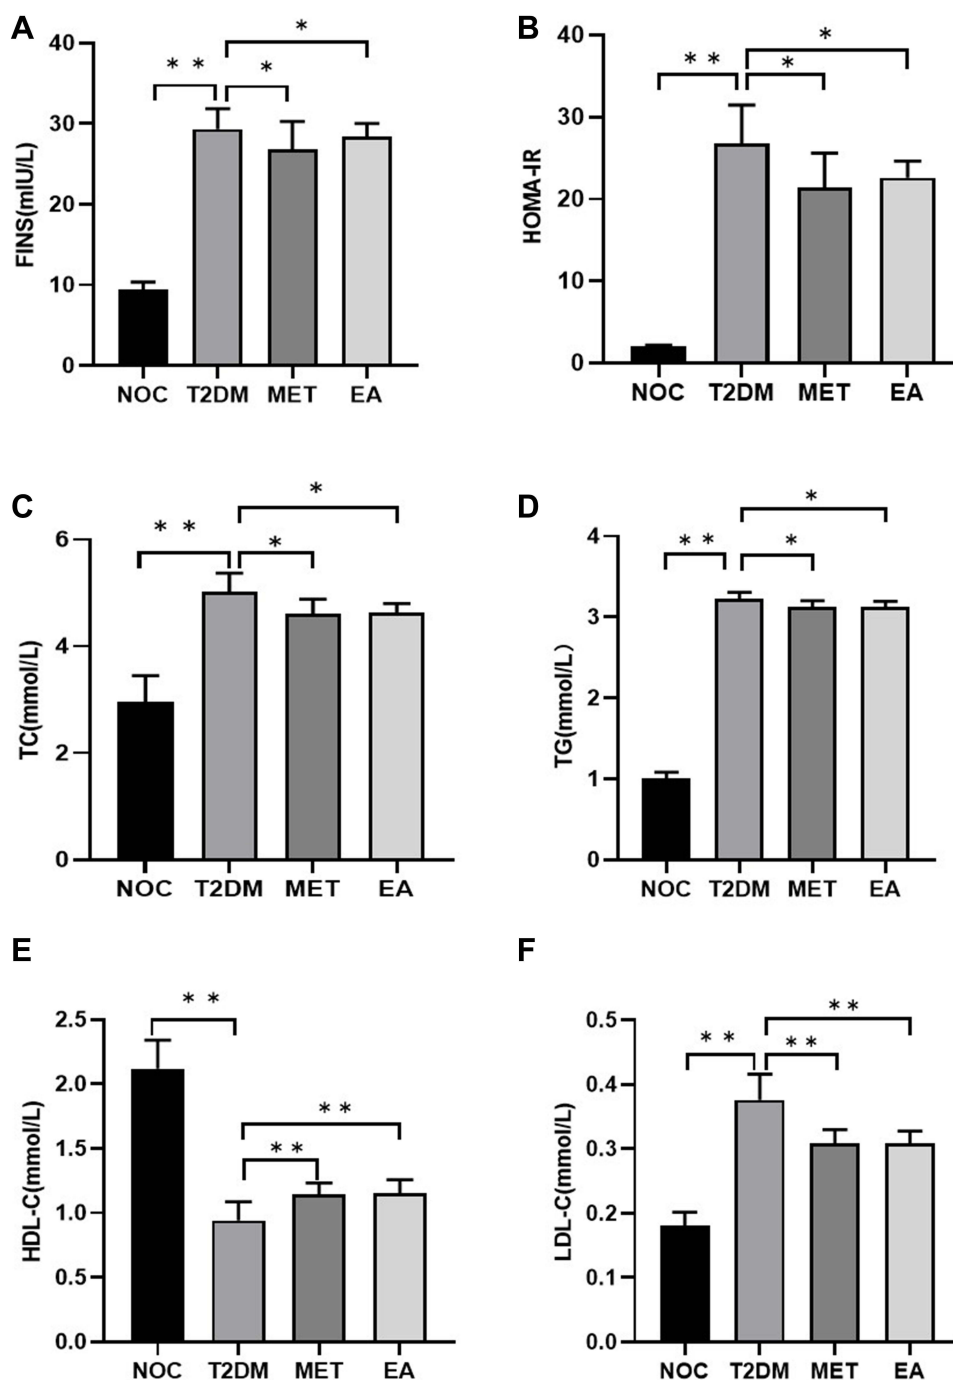 A
FINS(mIU/L)
40
30
20
10
0
* *
*
*
NOC T2DM MET EA
B
HOMA-IR
40
30
20
10
0
* *
*
*
NOC T2DM MET EA
C
TC(mmol/L)
6
4
2
0
* *
*
*
NOC T2DM MET EA
D
TG(mmol/L）
4
3
2
1
0
* *
*
*
NOC T2DM MET EA
E
HDL-C(mmol/L)
2.5
2.0
1.5
1.0
0.5
0.0
* *
* *
* *
NOC T2DM MET EA
F
LDL-C(mmol/L)
0.5
0.4
0.3
0.2
0.1
0.0
* *
* *
* *
NOC T2DM MET EA